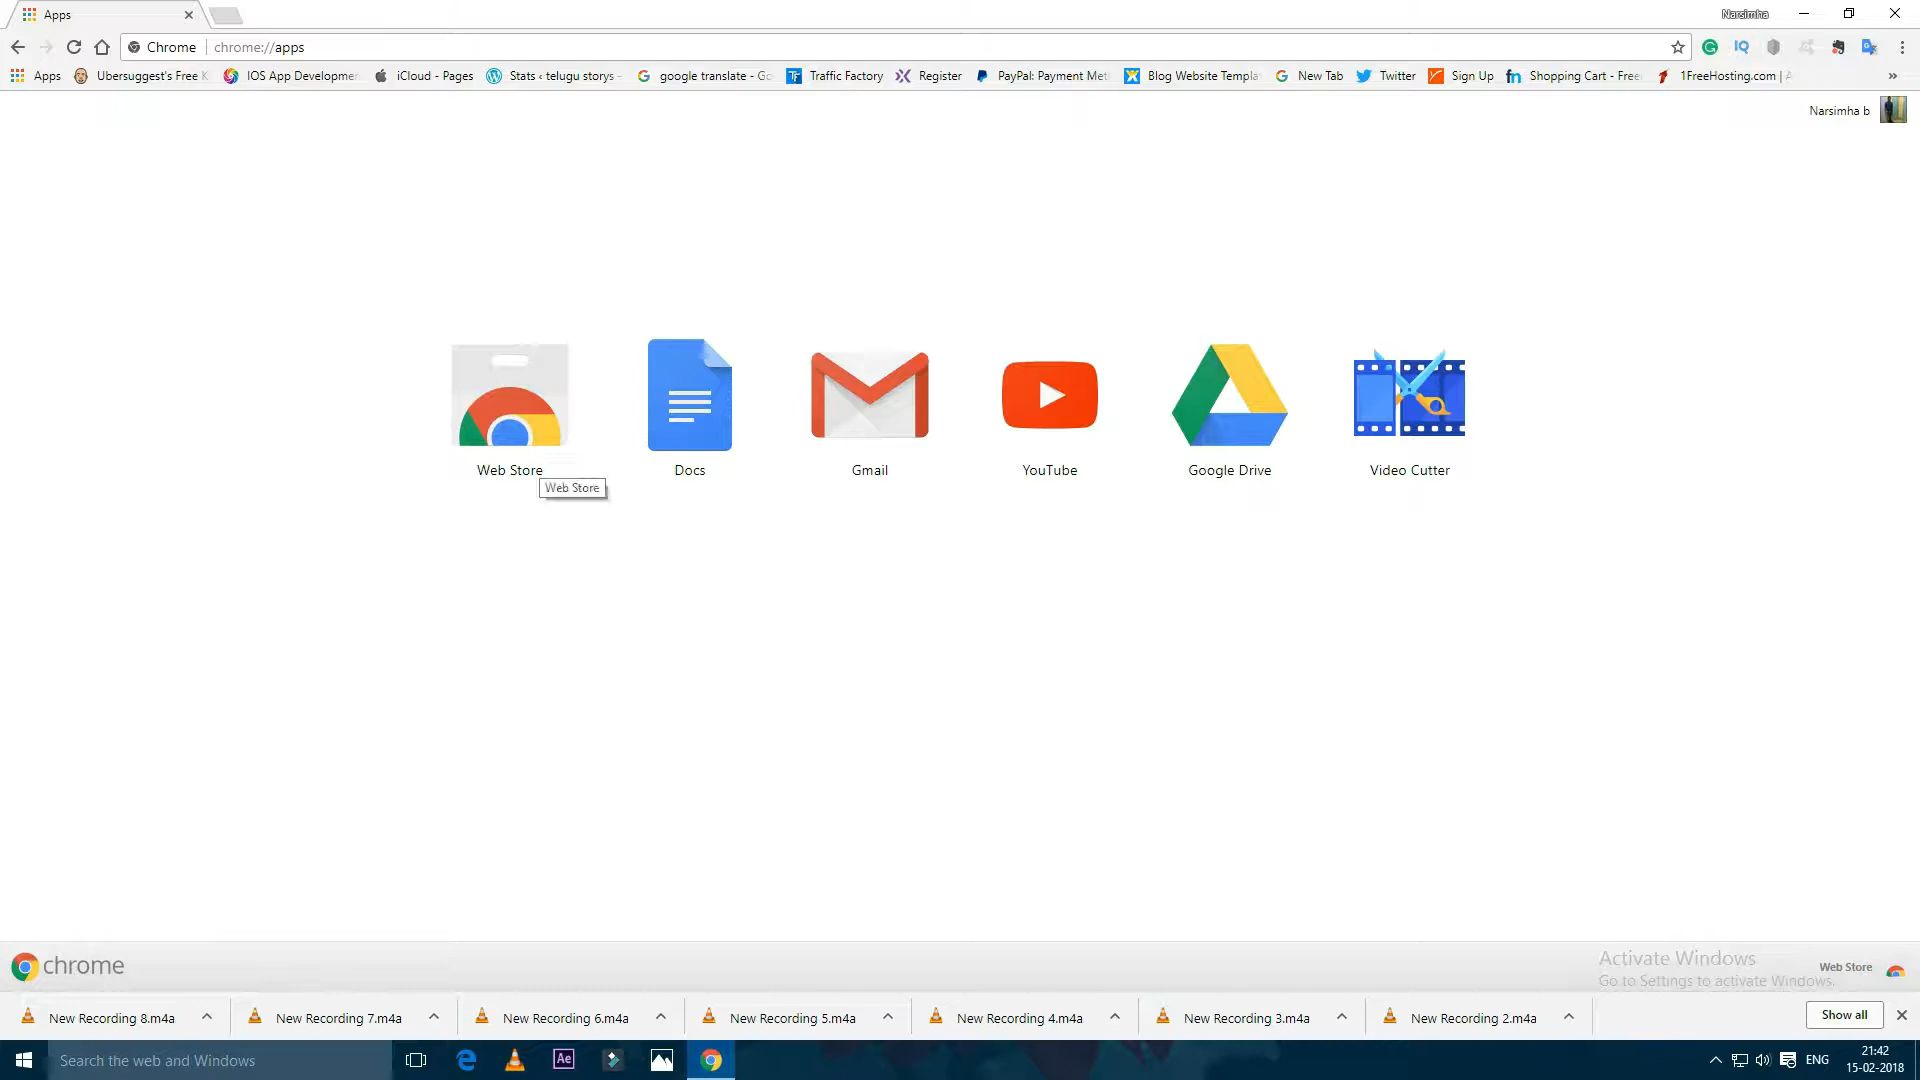 Apps
Narsimha
Chrome chrome://apps
Apps Ubersuggest's Free K IOS App Developme iCloud - Pages Stats ‹ telugu storys - google translate - Go Traffic Factory Register PayPal: Payment Met Blog Website Templa New Tab Twitter Sign Up Shopping Cart - Free 1FreeHosting.com | A »
Narsimha b
Web Store Docs Gmail YouTube Google Drive Video Cutter
Web Store
chrome
Activate Windows
Go to Settings to activate Windows.
Web Store
New Recording 8.m4a New Recording 7.m4a New Recording 6.m4a New Recording 5.m4a New Recording 4.m4a New Recording 3.m4a New Recording 2.m4a Show all
Search the web and Windows Ae ENG
21:42
15-02-2018